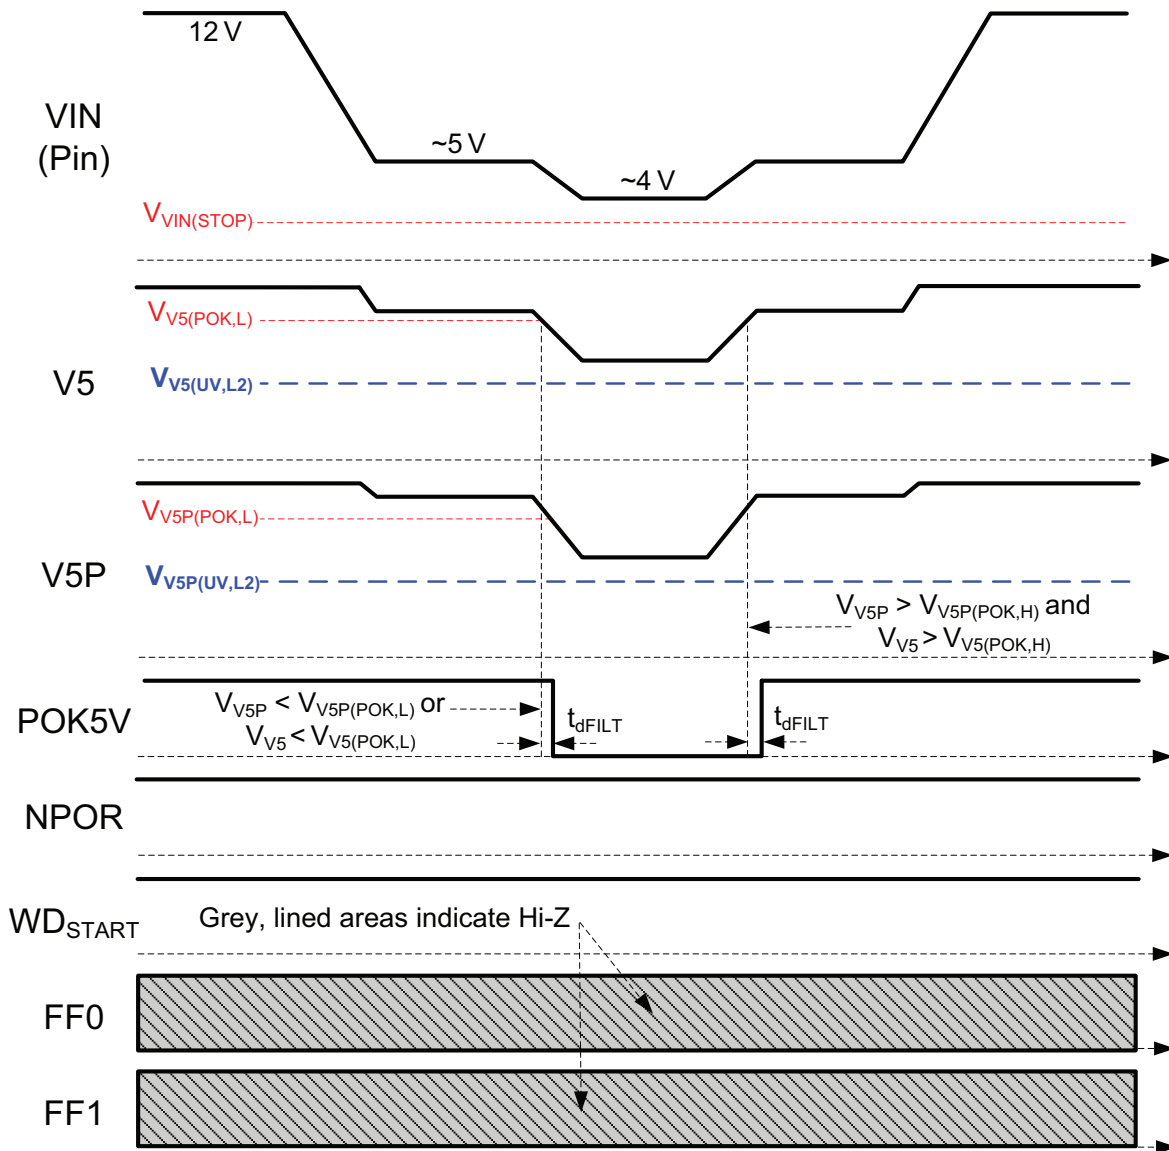 12 V
VIN
(Pin)
~5 V
~4 V
VVIN(STOP)
VV5(POK,L)
V5
VV5(UV,L2)
VV5P(POK,L)
V5P
VV5P(UV,L2)
VV5P > VV5P(POK,H) and
VV5 > VV5(POK,H)
POK5V
VV5P < VV5P(POK,L) or
VV5 < VV5(POK,L)
tdFILT
tdFILT
NPOR
WDSTART
Grey, lined areas indicate Hi-Z
FF0
FF1